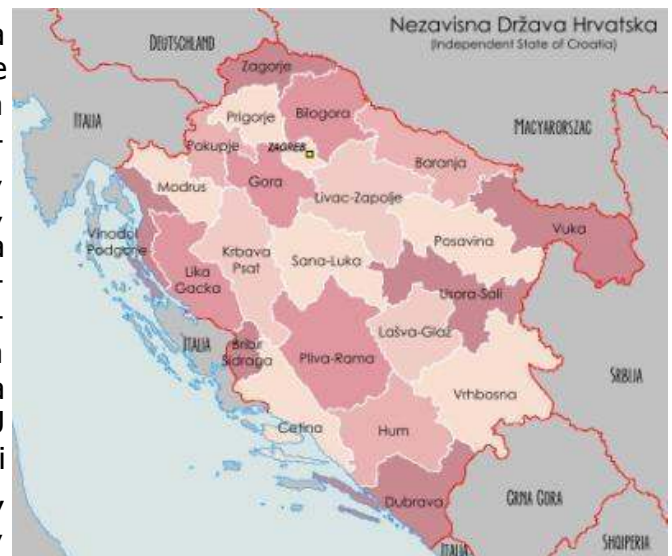 Nezavisna Država Hrvatska
(Independent State of Croatia)
DEUTSCHLAND
Zagorje
ITALIA
Prigorje
Bilogora
MAGYARORSZAG
Pokupje
ZAGREB
Baranja
Modrus
Gora
Livac-Zapolje
Vinodol
Podgorje
Krbava
Psat
Posavina
Vuka
Lika
Gacka
Sana-Luka
Usora-Soli
ITALIA
Bribir
Sidraga
Pliva-Rama
Lašva-Glaž
SRBIJA
Vrhbosna
Cetina
Hum
Dubrava
CRNA GORA
ITALIA
SHQIPERIA